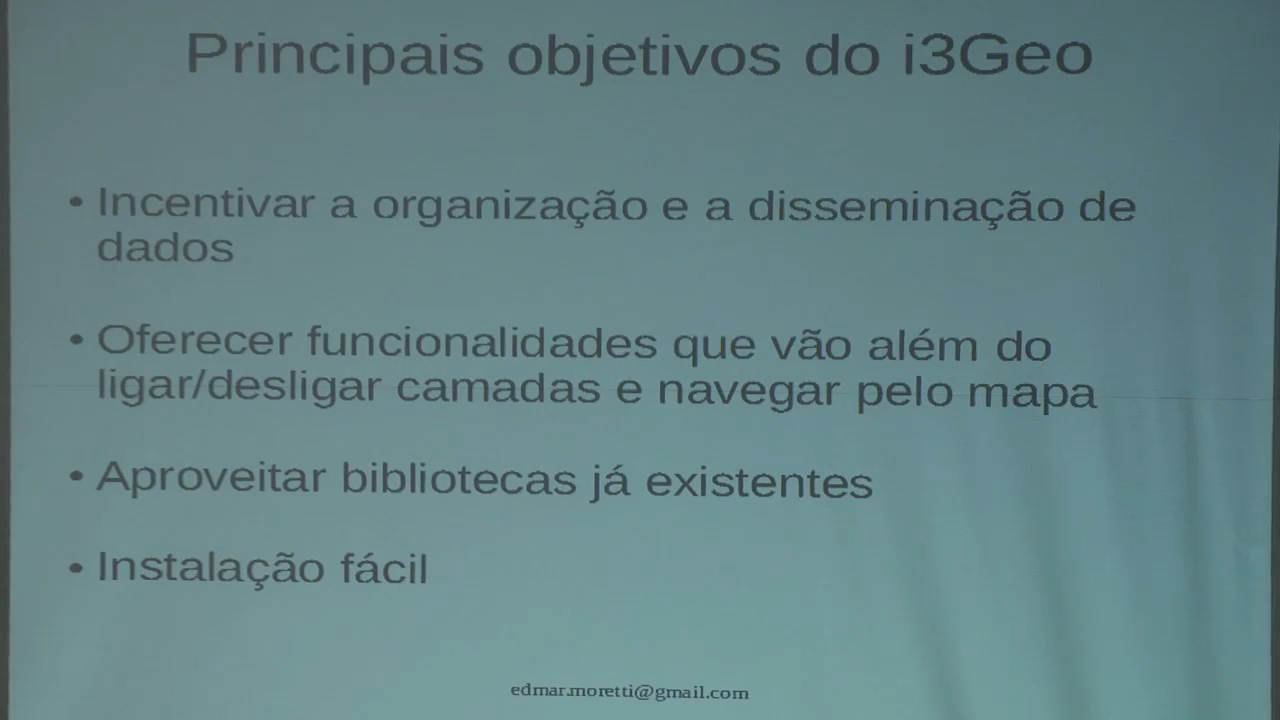 Principais objetivos do i3Geo
• Incentivar a organização e a disseminação de
dados
• Oferecer funcionalidades que vão além do
ligar/desligar camadas e navegar pelo mapa
• Aproveitar bibliotecas já existentes
• Instalação fácil
edmar.moretti@gmail.com